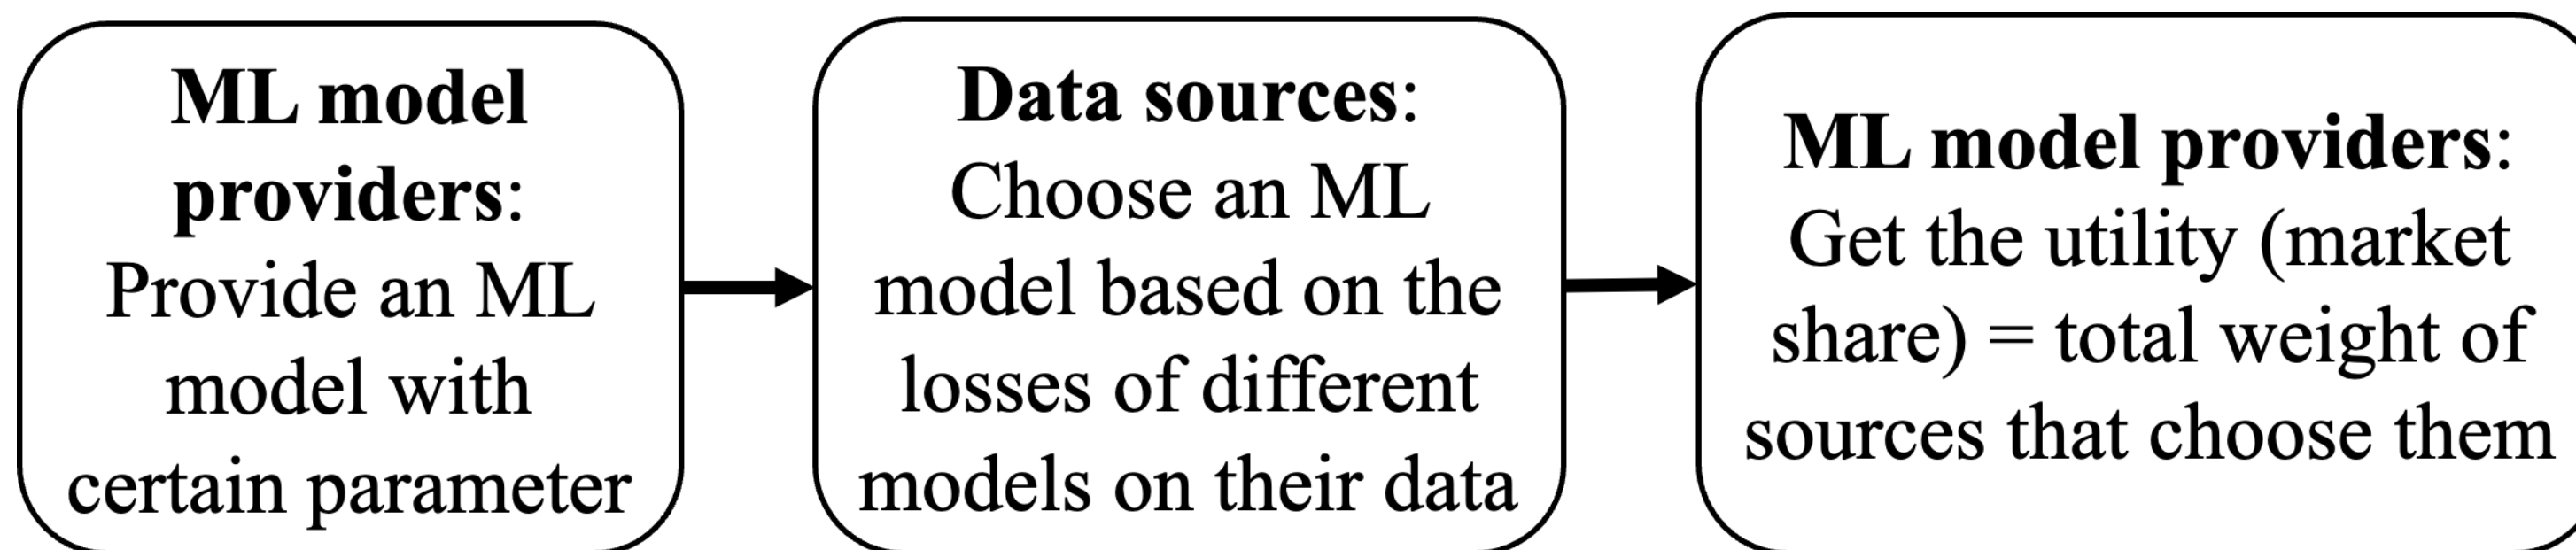 ML model
providers:
Provide an ML
model with
certain parameter
Data sources:
Choose an ML
model based on the
losses of different
models on their data
ML model providers:
Get the utility (market
share) = total weight of
sources that choose them